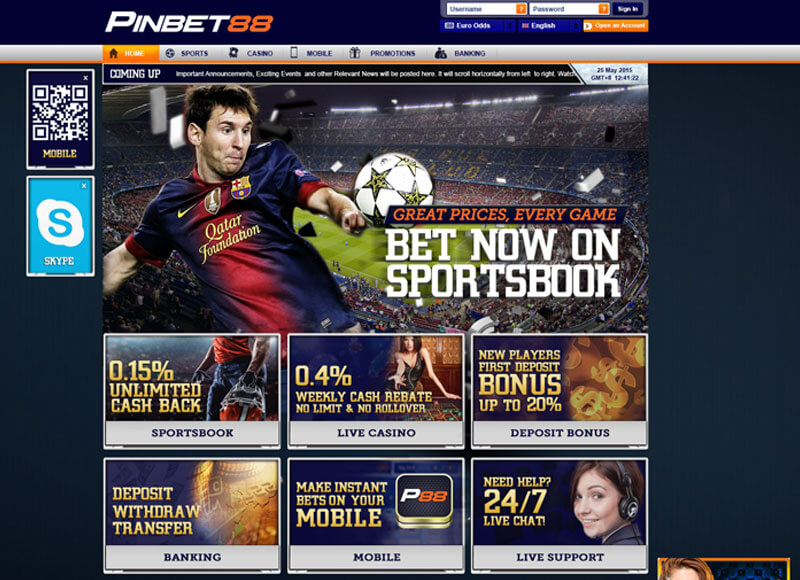 PINBET88
Username ?
Password ?
Sign In
Euro Odds
English
Open an Account
HOME
SPORTS
CASINO
MOBILE
PROMOTIONS
BANKING
COMING UP
Important Announcements, Exciting Events and other Relevant News will be posted here. It will scroll horizontally from left to right. Watch
25 May 2015
GMT+8 12:41:22
x
MOBILE
x
S
SKYPE
Qatar
Foundation
GREAT PRICES, EVERY GAME
BET NOW ON
SPORTSBOOK
0.15%
UNLIMITED
CASH BACK
SPORTSBOOK
0.4%
WEEKLY CASH REBATE
NO LIMIT & NO ROLLOVER
LIVE CASINO
NEW PLAYERS
FIRST DEPOSIT
BONUS
UP TO 20%
DEPOSIT BONUS
DEPOSIT
WITHDRAW
TRANSFER
BANKING
MAKE INSTANT
BETS ON YOUR
MOBILE
P88
MOBILE
NEED HELP?
24/7
LIVE CHAT!
LIVE SUPPORT